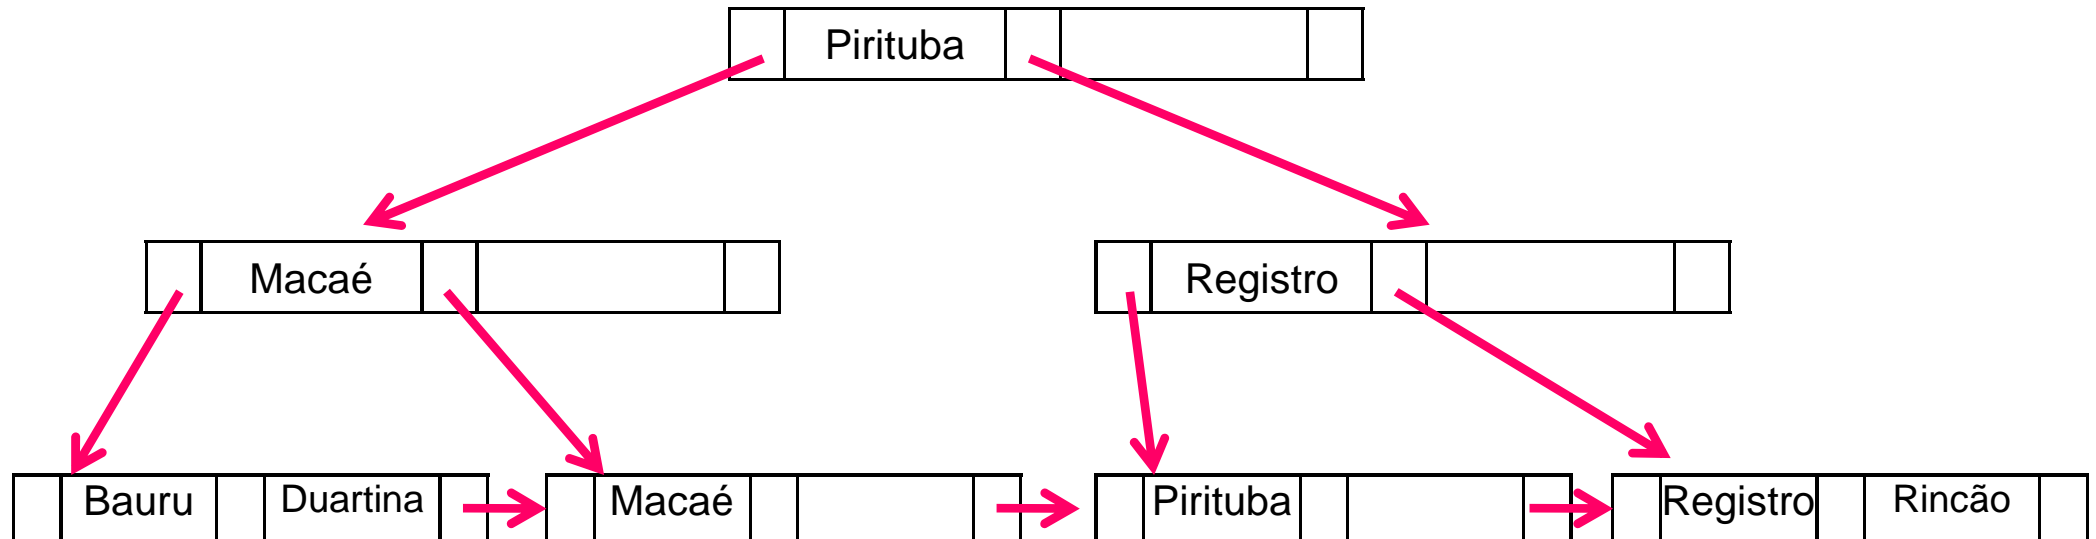 Pirituba
Macaé
Registro
Bauru Duartina Macaé Pirituba Registro Rincão